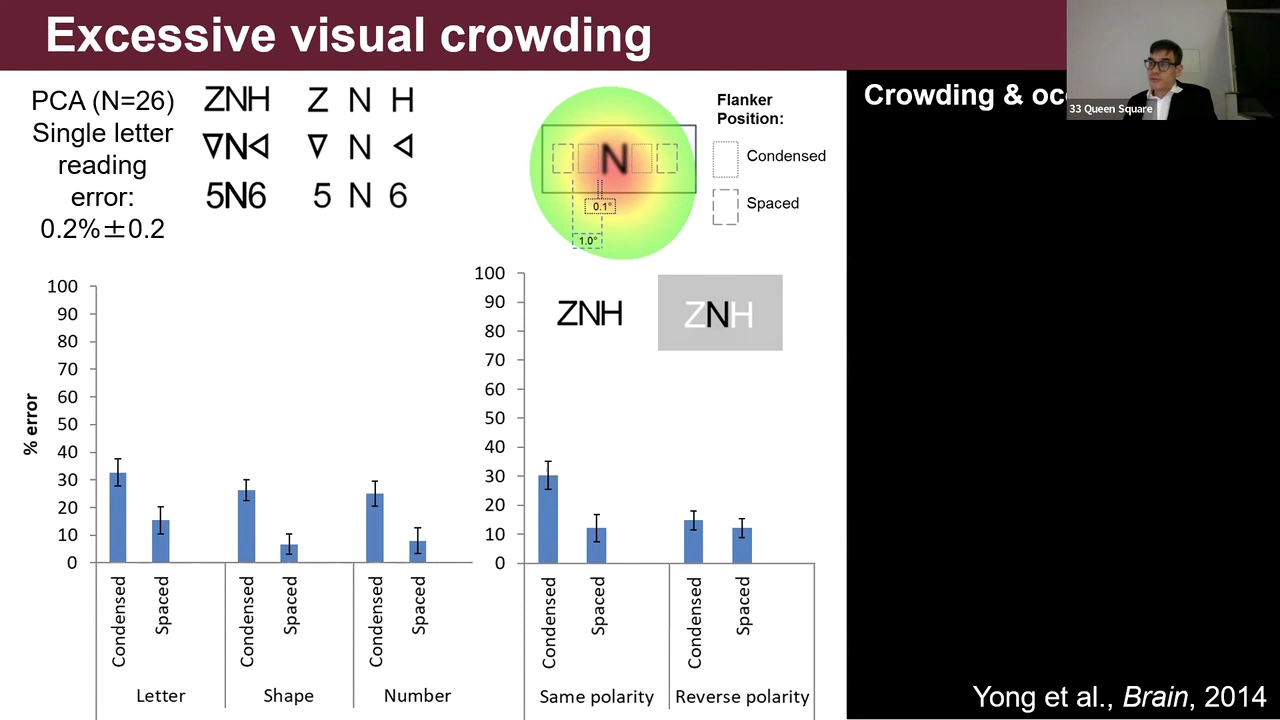 Excessive visual crowding
33 Queen Square
PCA (N=26)
Single letter
reading
error:
0.2%±0.2
ZNH Z N H
▽N◁ ▽ N ◁
5N6 5 N 6
N
0.1°
1.0°
Flanker
Position:
Condensed
Spaced
Crowding & oc
% error
100
90
80
70
60
50
40
30
20
10
0
Condensed
Spaced
Condensed
Spaced
Condensed
Spaced
Letter
Shape
Number
100
90
80
70
60
50
40
30
20
10
0
ZNH
ZNH
Condensed
Spaced
Condensed
Spaced
Same polarity
Reverse polarity
Yong et al., Brain, 2014